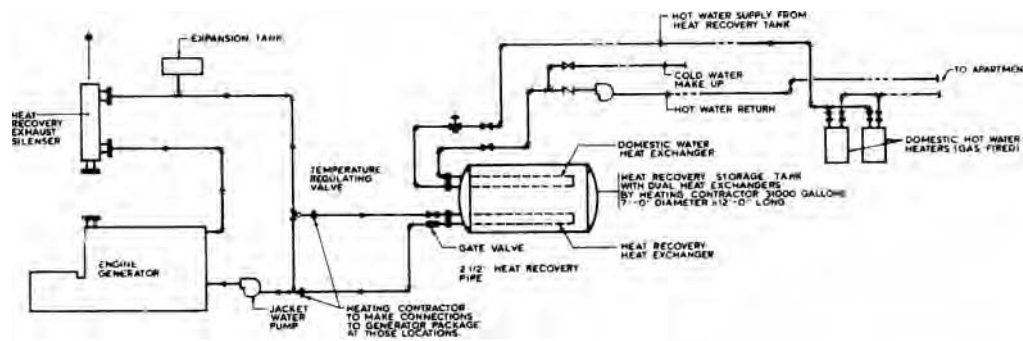 EXPANSION TANK
HEAT
RECOVERY
EXHAUST
SILENSER
ENGINE
GENERATOR
JACKET
WATER
PUMP
TEMPERATURE
REGULATING
VALVE
HEATING CONTRACTOR
TO MAKE CONNECTIONS
TO GENERATOR PACKAGE
AT THOSE LOCATIONS.
GATE VALVE
2 1/2" HEAT RECOVERY
PIPE
HOT WATER SUPPLY FROM
HEAT RECOVERY TANK
COLD WATER
MAKE UP
HOT WATER RETURN
DOMESTIC WATER
HEAT EXCHANGER
HEAT RECOVERY STORAGE TANK
WITH DUAL HEAT EXCHANGERS
BY HEATING CONTRACTOR 31000 GALLONS
7'-0" DIAMETER x 12'-0" LONG
HEAT RECOVERY
HEAT EXCHANGER
TO APARTMEN
DOMESTIC HOT WATER
HEATERS (GAS FIRED)